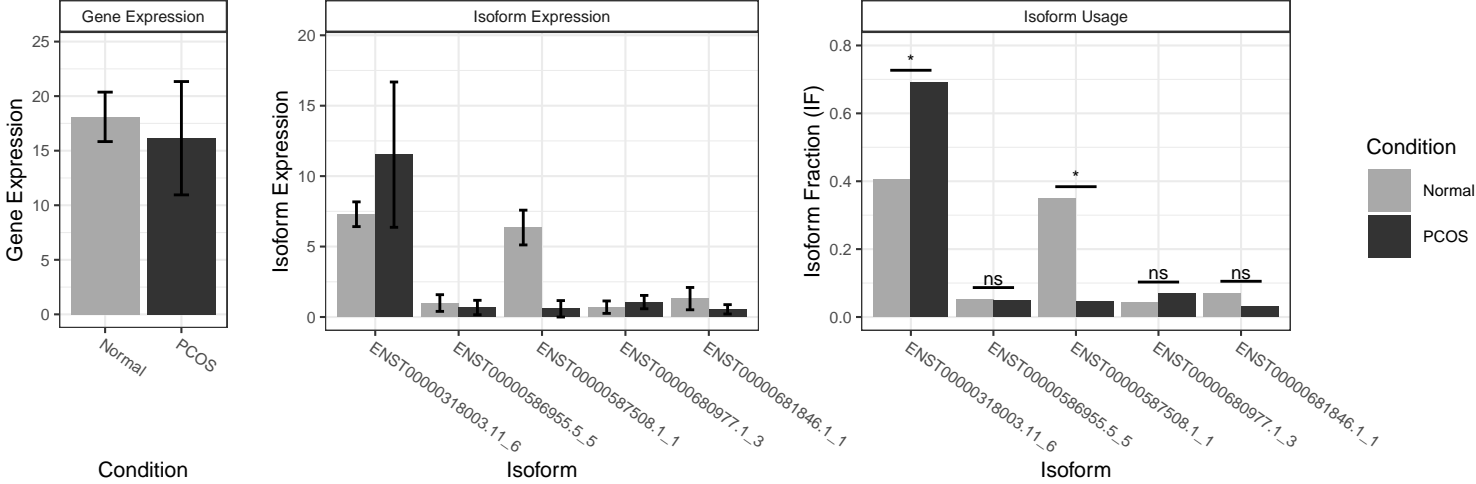 Gene Expression
Gene Expression
25
20
15
10
5
0
Normal
PCOS
Condition
Isoform Expression
Isoform Expression
20
15
10
5
0
ENST00000318003.11_6
ENST00000586955.5_5
ENST00000587508.1_1
ENST00000680977.1_3
ENST00000681846.1_1
Isoform
Isoform Usage
Isoform Fraction (IF)
0.8
0.6
0.4
0.2
0.0
*
ns
*
ns
ns
ENST00000318003.11_6
ENST00000586955.5_5
ENST00000587508.1_1
ENST00000680977.1_3
ENST00000681846.1_1
Isoform
Condition
Normal
PCOS